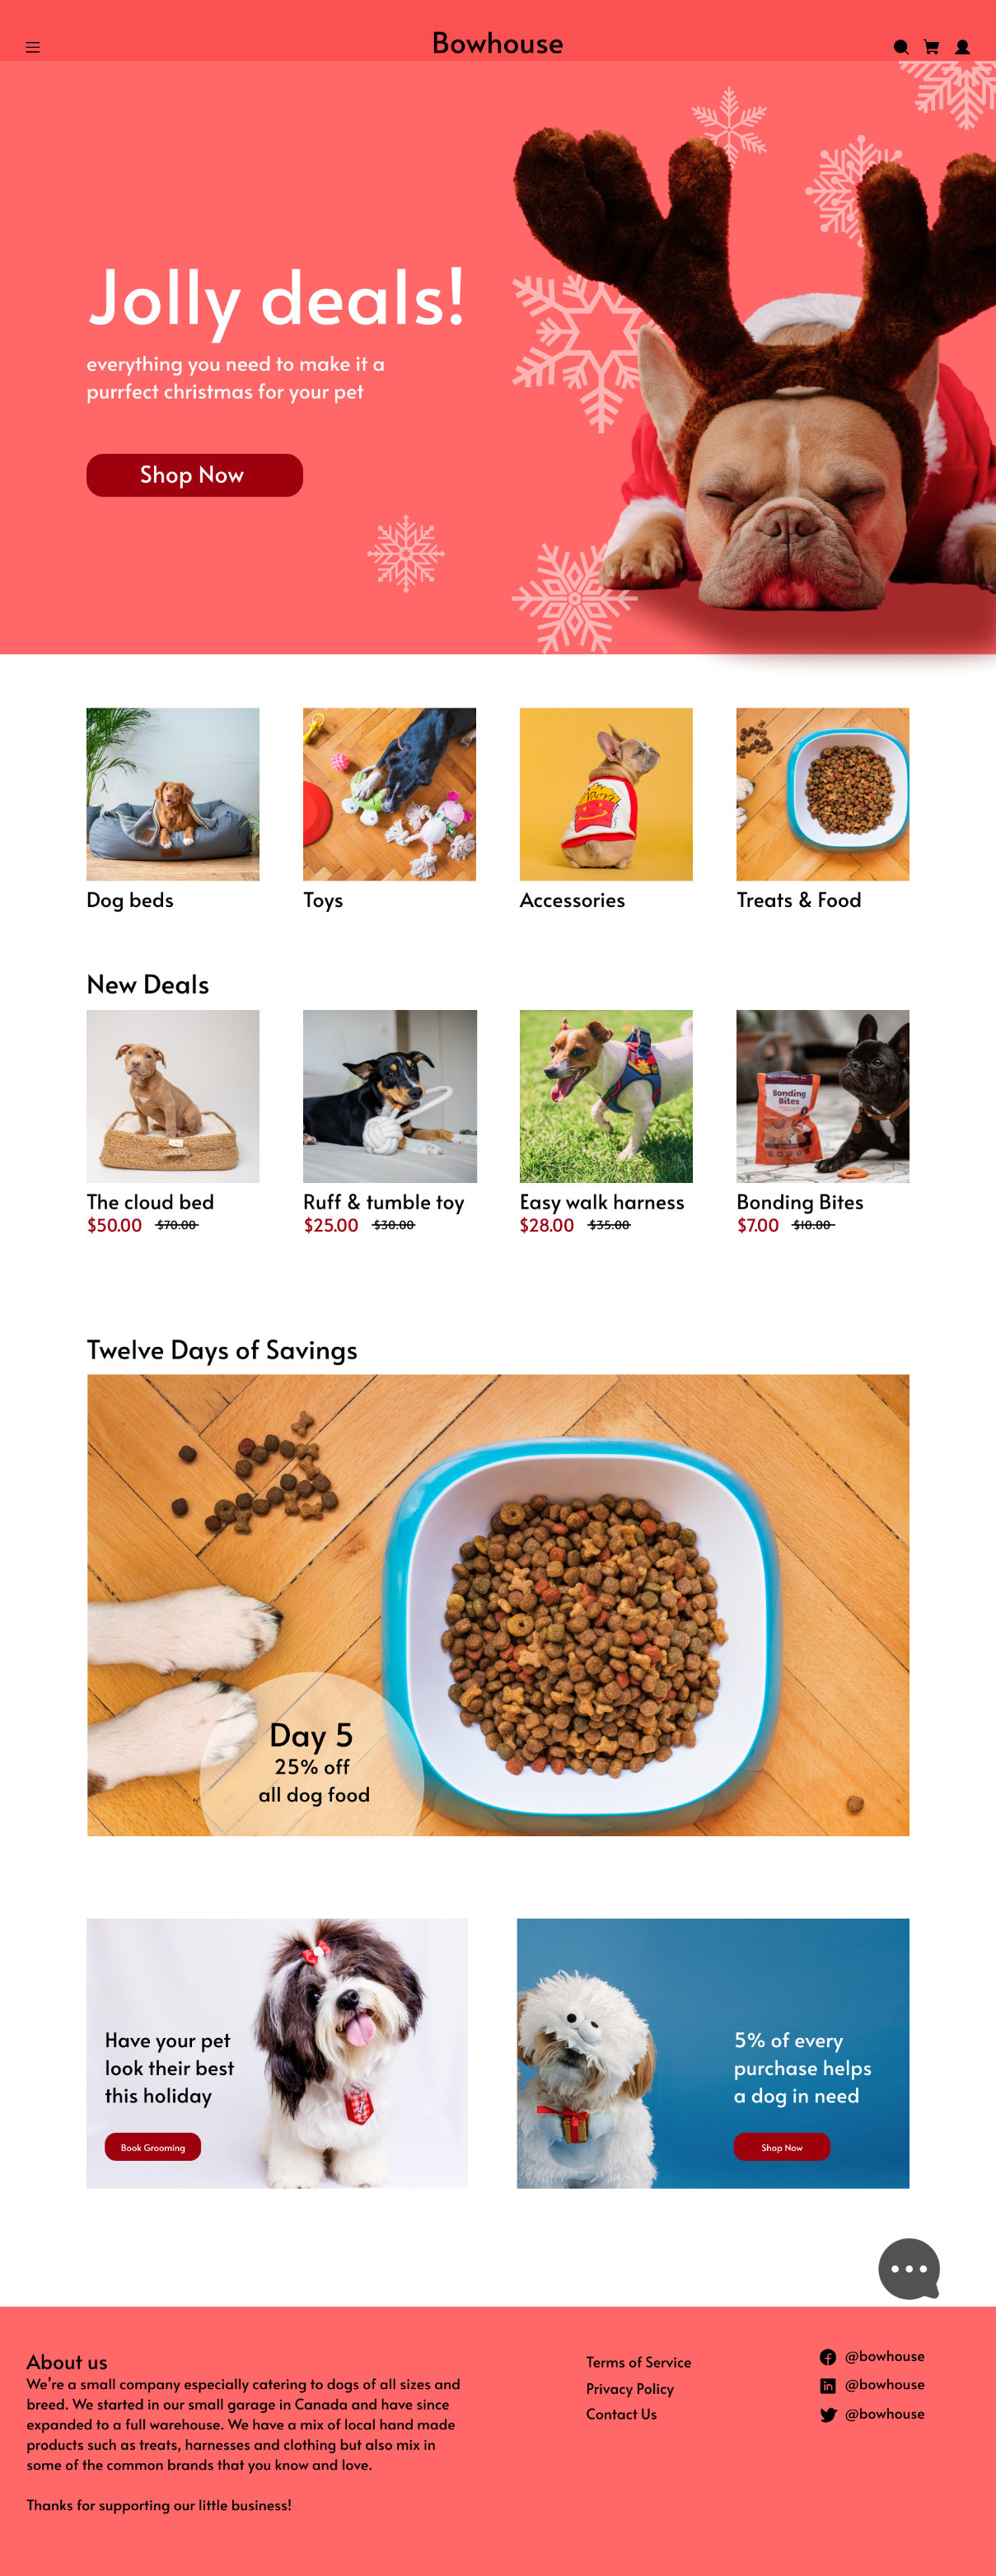 Bowhouse
Jolly deals!
everything you need to make it a
purrfect christmas for your pet
Shop Now
Dog beds
Toys
Accessories
Treats & Food
New Deals
Bonding
Bites
The cloud bed
$50.00 $70.00
Ruff & tumble toy
$25.00 $30.00
Easy walk harness
$28.00 $35.00
Bonding Bites
$7.00 $10.00
Twelve Days of Savings
Day 5
25% off
all dog food
Have your pet
look their best
this holiday
Book Grooming
5% of every
purchase helps
a dog in need
Shop Now
About us
We're a small company especially catering to dogs of all sizes and
breed. We started in our small garage in Canada and have since
expanded to a full warehouse. We have a mix of local hand made
products such as treats, harnesses and clothing but also mix in
some of the common brands that you know and love.
Thanks for supporting our little business!
Terms of Service
Privacy Policy
Contact Us
@bowhouse
@bowhouse
@bowhouse